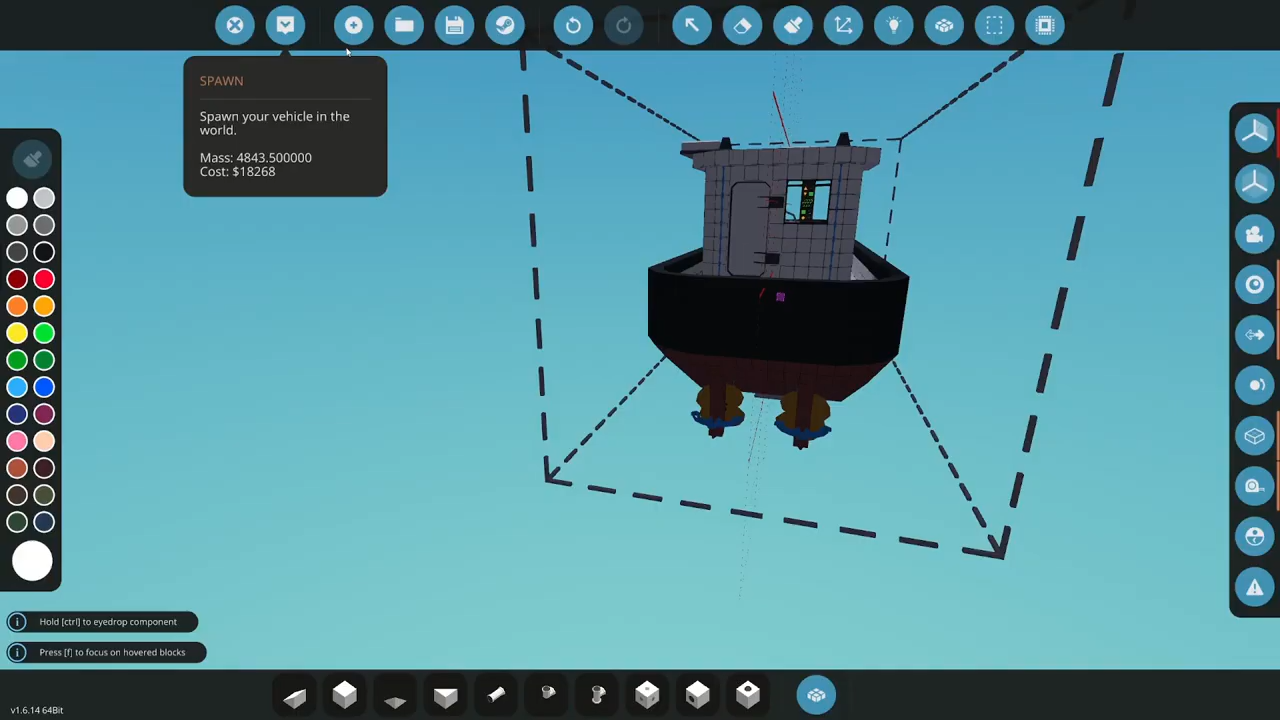 SPAWN
Spawn your vehicle in the
world.
Mass: 4843.500000
Cost: $18268
Hold [ctrl] to eyedrop component
Press [f] to focus on hovered blocks
v1.6.14 64Bit